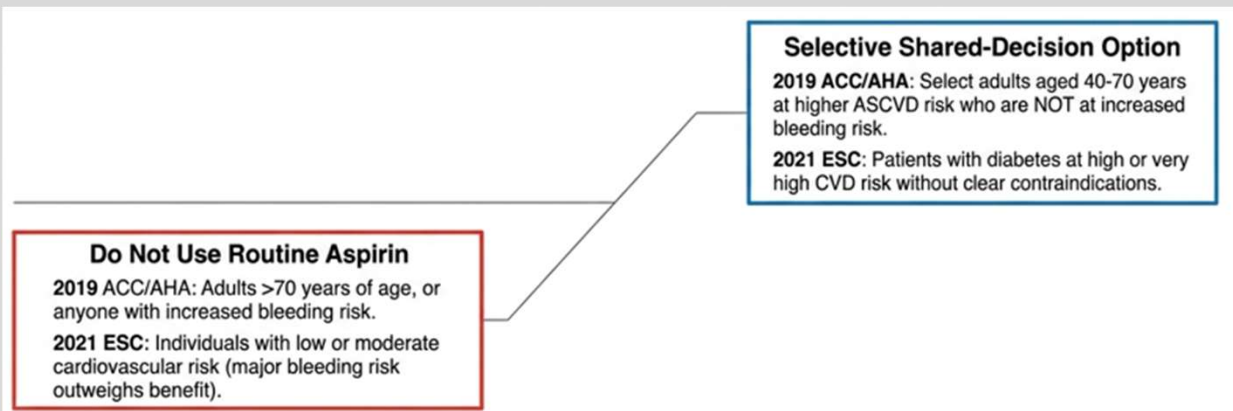 Selective Shared-Decision Option
2019 ACC/AHA: Select adults aged 40-70 years
at higher ASCVD risk who are NOT at increased
bleeding risk.
2021 ESC: Patients with diabetes at high or very
high CVD risk without clear contraindications.
Do Not Use Routine Aspirin
2019 ACC/AHA: Adults >70 years of age, or
anyone with increased bleeding risk.
2021 ESC: Individuals with low or moderate
cardiovascular risk (major bleeding risk
outweighs benefit).